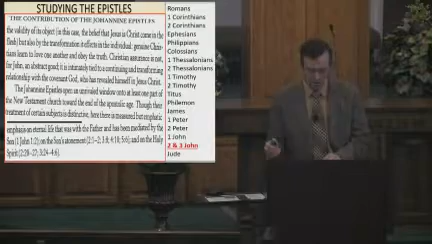 STUDYING THE EPISTLES
THE CONTRIBUTION OF THE JOHANNINE EPISTLES
the validity of its object (in this case, the belief that Jesus is Christ come in the
flesh) but also by the transformation it effects in the individual: genuine Chris-
tians learn to love one another and obey the truth. Christian assurance is not,
for John, an abstract good; it is intimately tied to a continuing and transforming
relationship with the covenant God, who has revealed himself in Jesus Christ.
The Johannine Epistles open an unrivaled window onto at least one part of
the New Testament church toward the end of the apostolic age. Though their
treatment of certain subjects is distinctive, here there is measured but emphatic
emphasis on eternal life that was with the Father and has been mediated by the
Son (1 John 1:2); on the Son's atonement (2:1–2; 3:8; 4:10; 5:6); and on the Holy
Spirit (2:20–27; 3:24–4:6).
Romans
1 Corinthians
2 Corinthians
Ephesians
Philippians
Colossians
1 Thessalonians
2 Thessalonians
1 Timothy
2 Timothy
Titus
Philemon
James
1 Peter
2 Peter
1 John
2 & 3 John
Jude